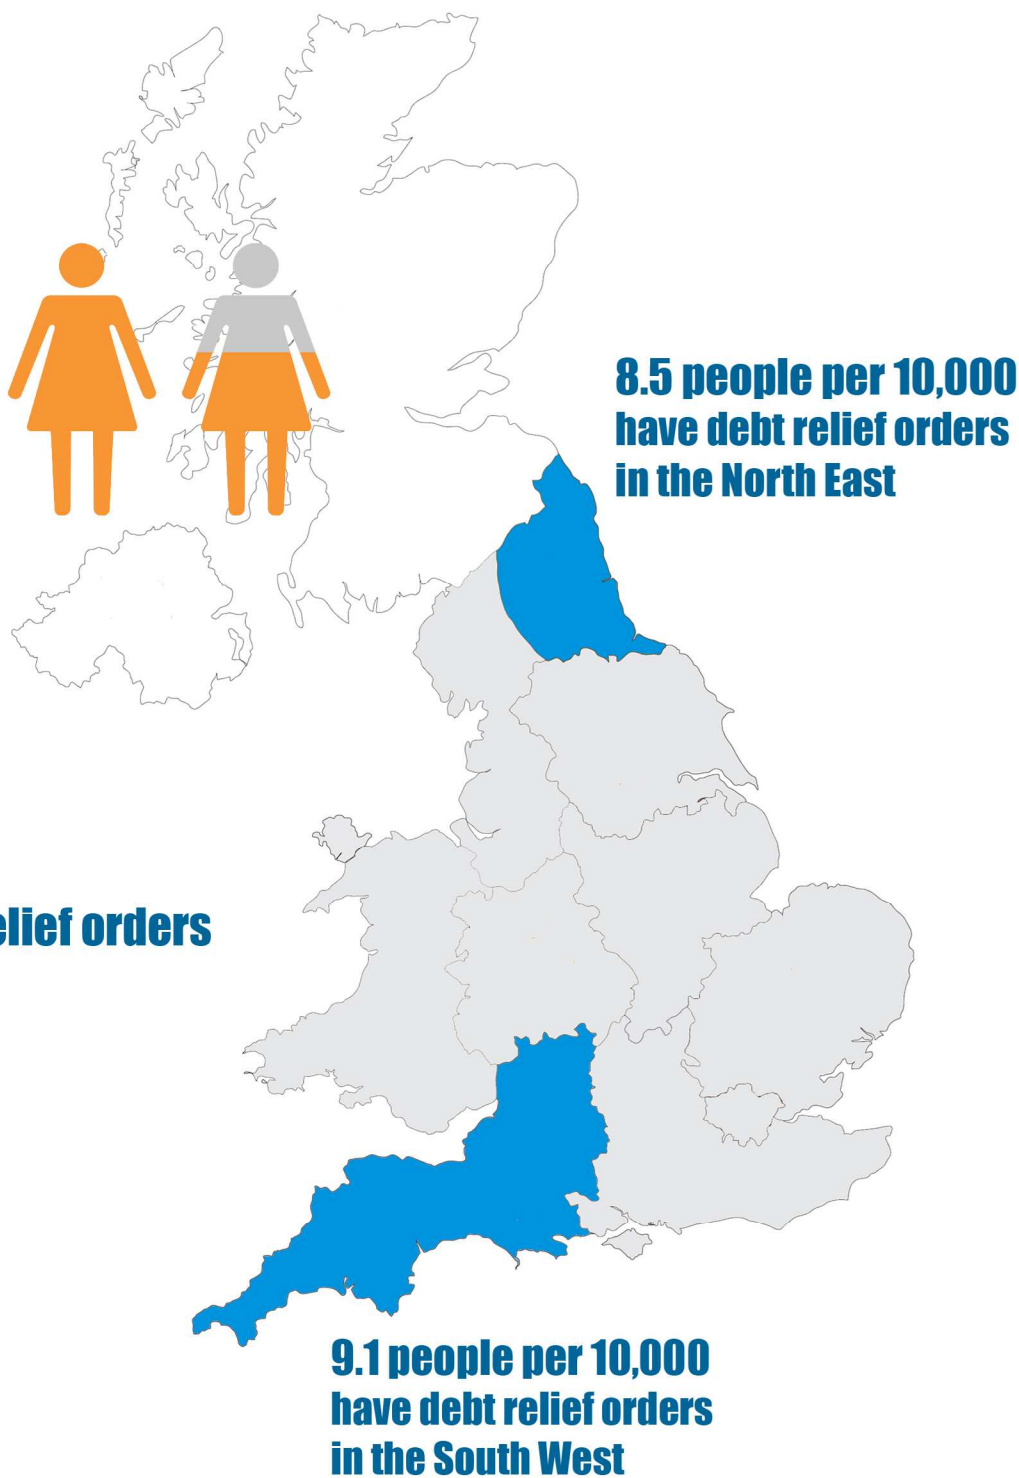 8.5 people per 10,000
have debt relief orders
in the North East
elief orders
9.1 people per 10,000
have debt relief orders
in the South West